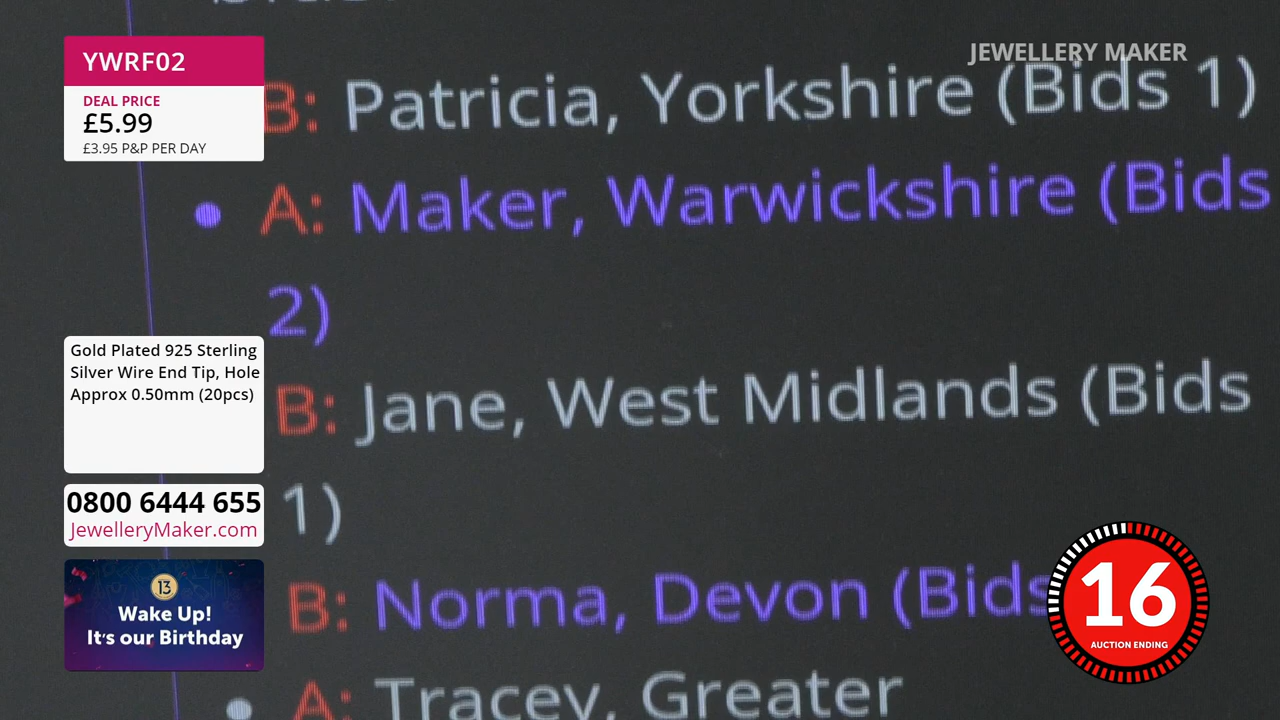 YWRF02
DEAL PRICE
£5.99
£3.95 P&P PER DAY
JEWELLERY MAKER
B: Patricia, Yorkshire (Bids 1)
A: Maker, Warwickshire (Bids
2)
Gold Plated 925 Sterling
Silver Wire End Tip, Hole
Approx 0.50mm (20pcs)
B: Jane, West Midlands (Bids
1)
0800 6444 655
JewelleryMaker.com
13
Wake Up!
It's our Birthday
B: Norma, Devon (Bids
A: Tracey, Greater
16
AUCTION ENDING